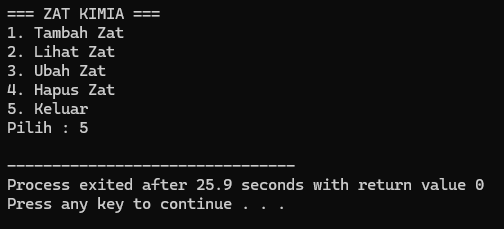 === ZAT KIMIA ===
1. Tambah Zat
2. Lihat Zat
3. Ubah Zat
4. Hapus Zat
5. Keluar
Pilih : 5
--------------------------------
Process exited after 25.9 seconds with return value 0
Press any key to continue . . .